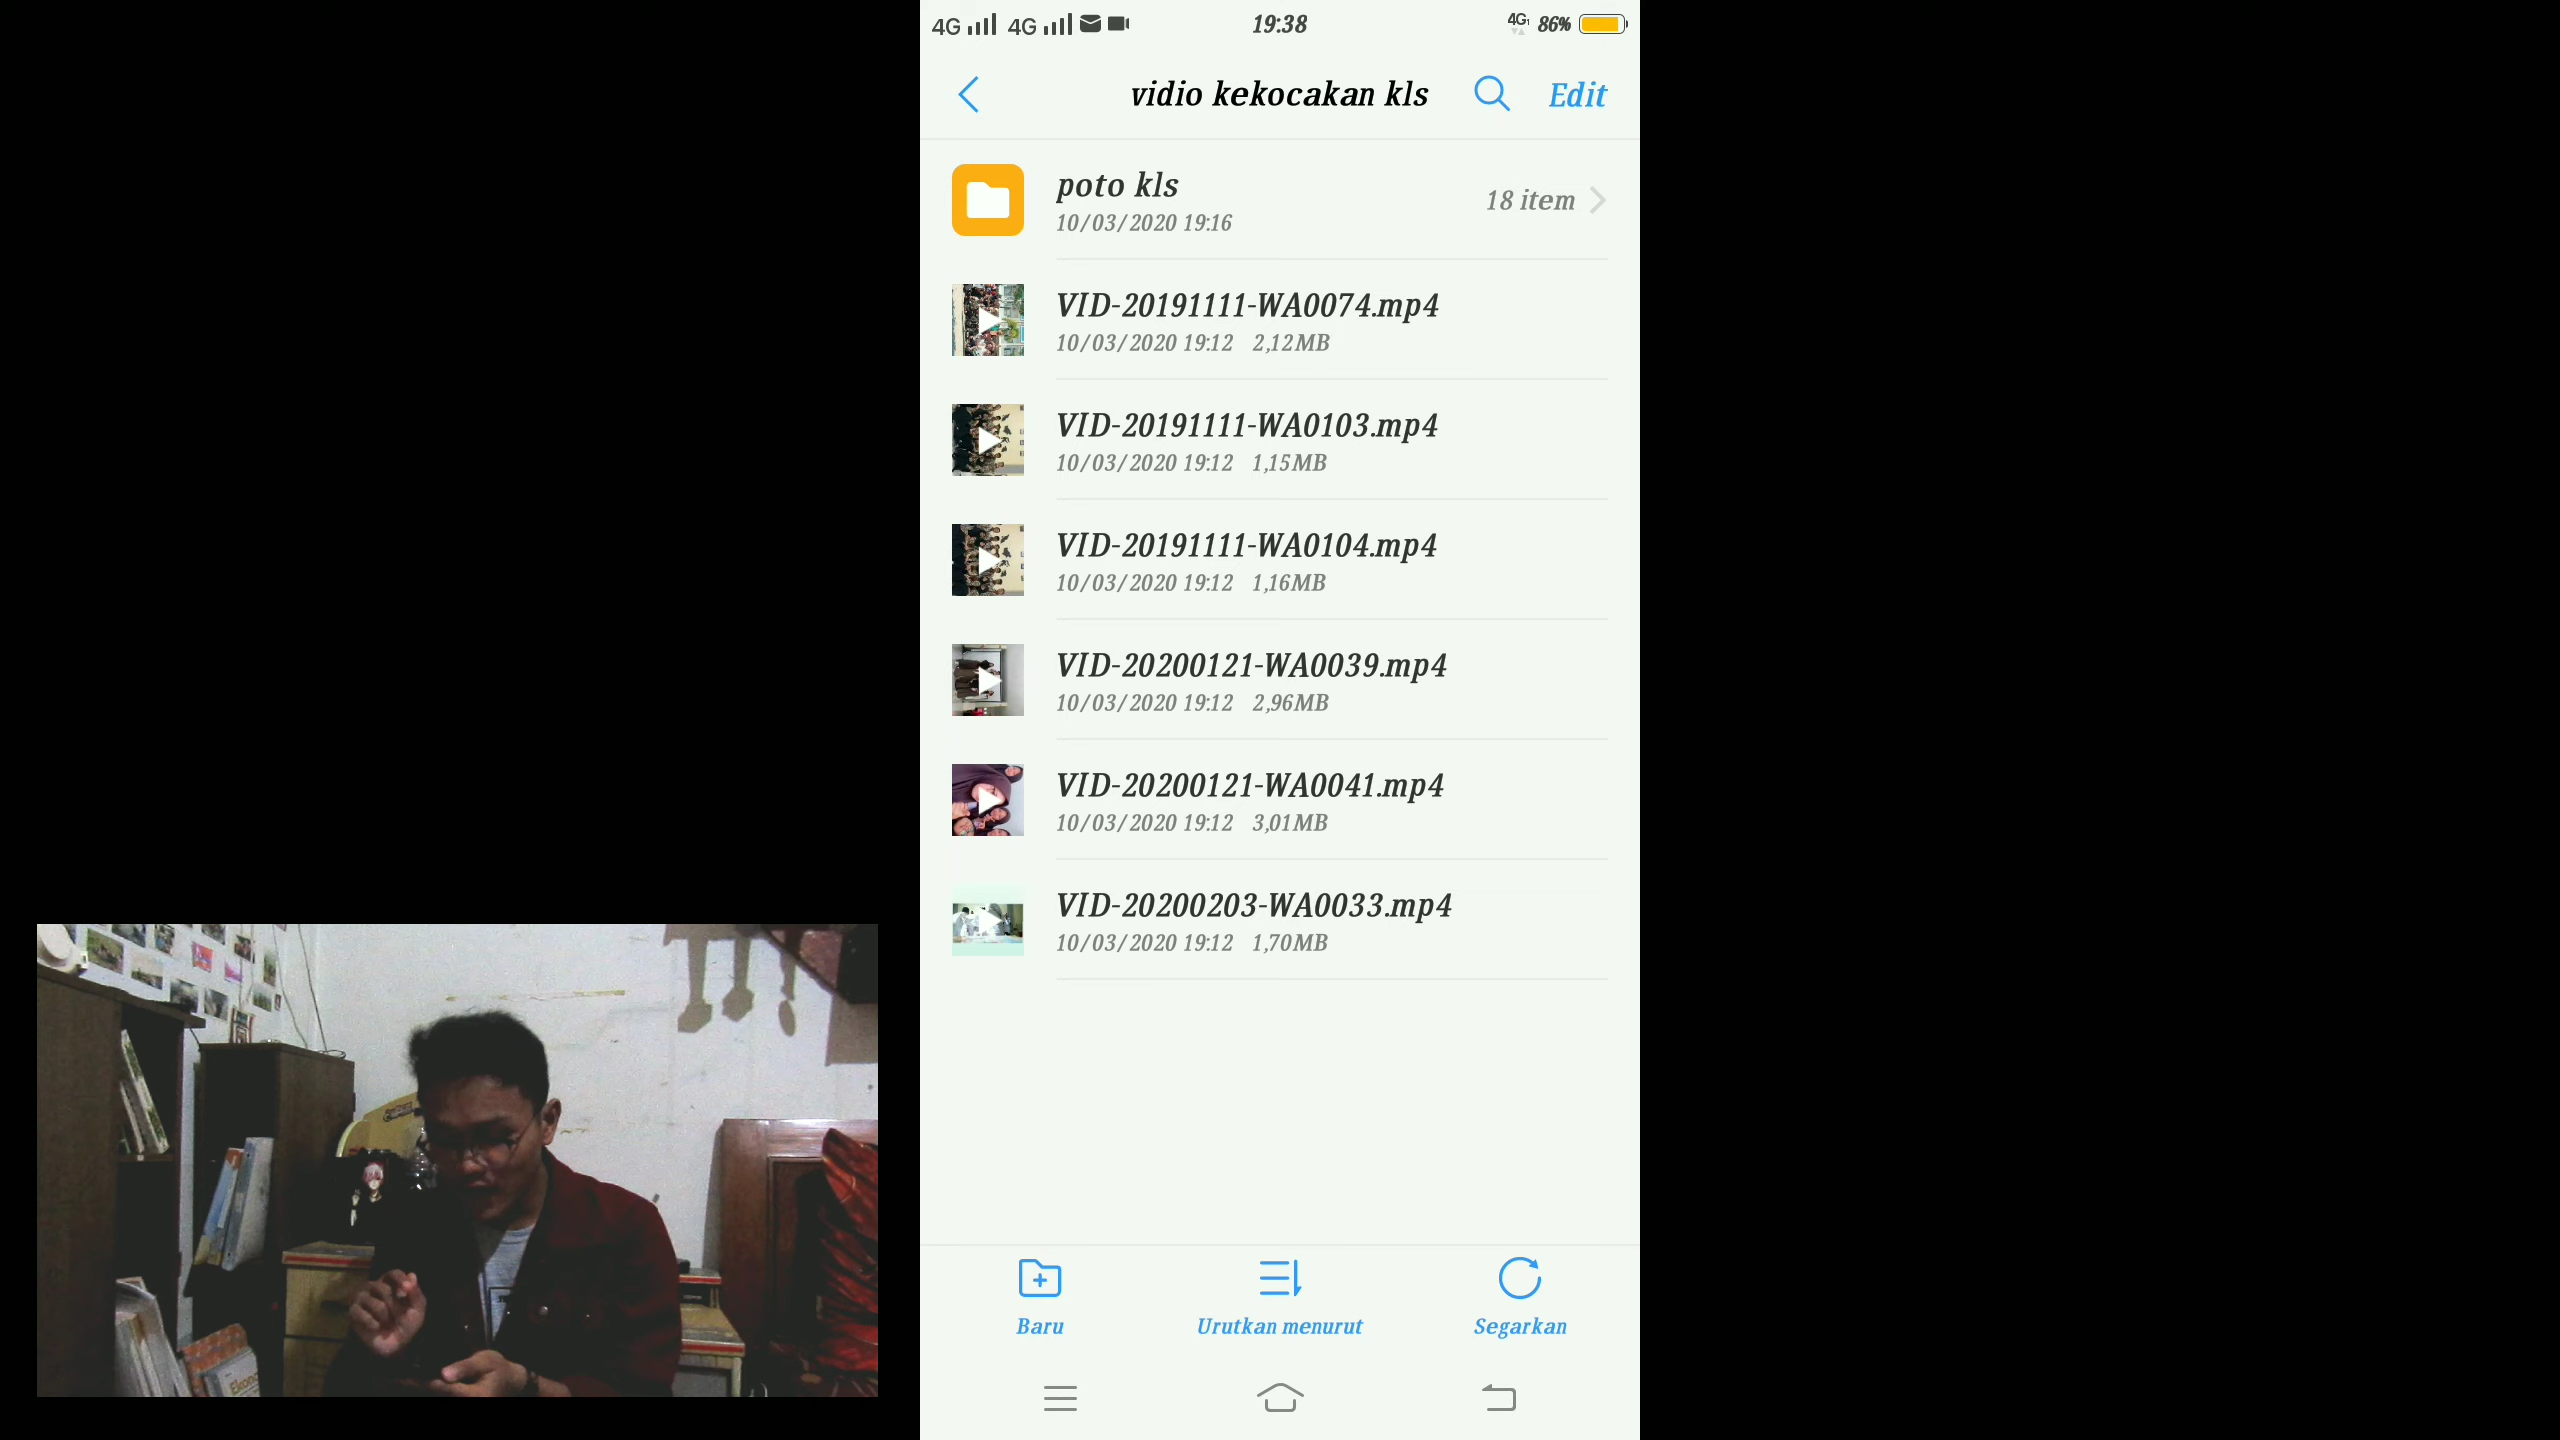 4G 4G 19:38 4G 86%
vidio kekocakan kls Edit
poto kls
10/03/2020 19:16
18 item
VID-20191111-WA0074.mp4
10/03/2020 19:12 2,12MB
VID-20191111-WA0103.mp4
10/03/2020 19:12 1,15MB
VID-20191111-WA0104.mp4
10/03/2020 19:12 1,16MB
VID-20200121-WA0039.mp4
10/03/2020 19:12 2,96MB
VID-20200121-WA0041.mp4
10/03/2020 19:12 3,01MB
VID-20200203-WA0033.mp4
10/03/2020 19:12 1,70MB
Baru Urutkan menurut Segarkan